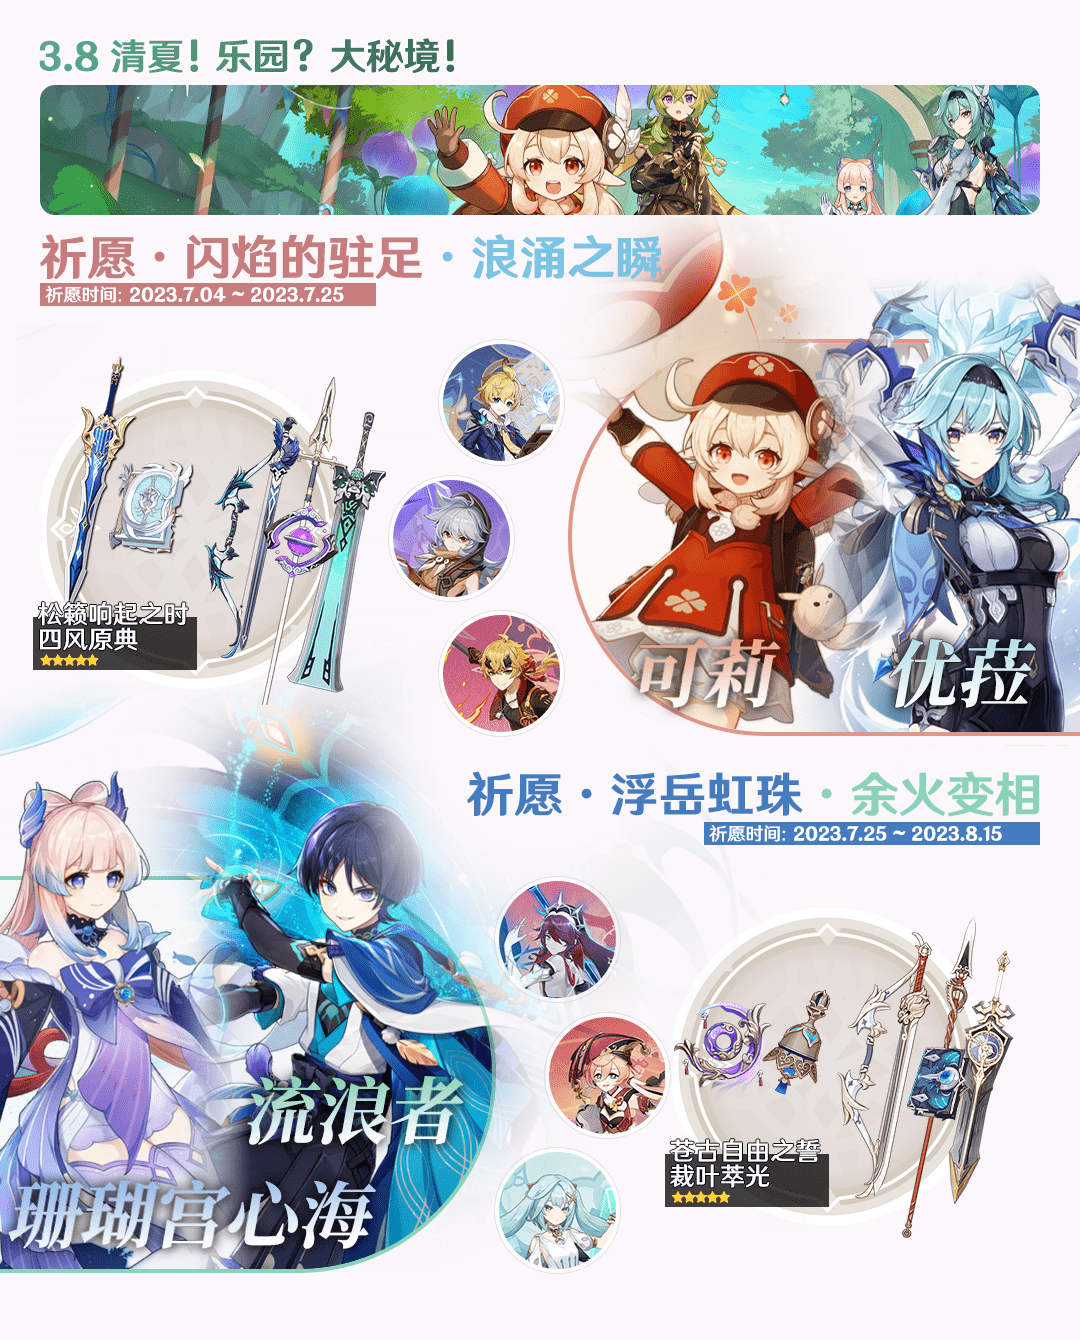 3.8 清夏！乐园？大秘境！
祈愿·闪焰的驻足·浪涌之瞬
祈愿时间: 2023.7.04 ~ 2023.7.25
松籁响起之时
四风原典
可莉
优菈
祈愿·浮岳虹珠·余火变相
祈愿时间: 2023.7.25 ~ 2023.8.15
流浪者
珊瑚宫心海
苍古自由之誓
裁叶萃光